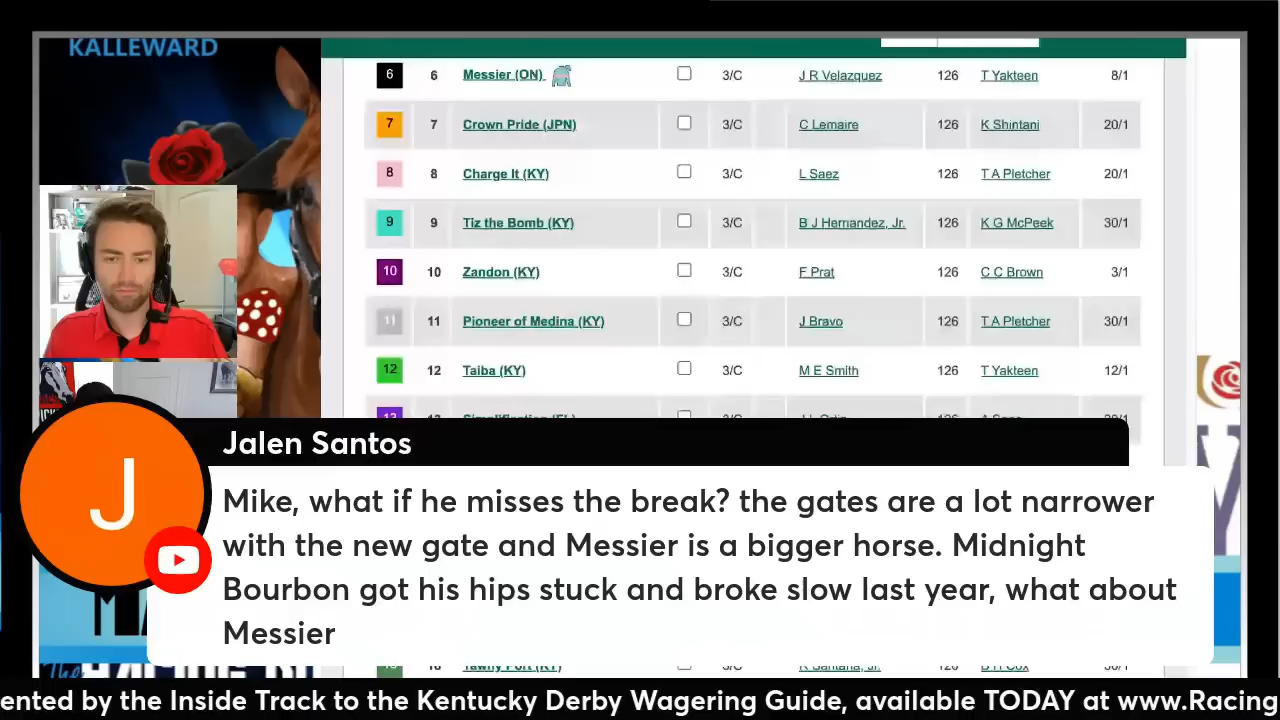 KALLEWARD
6 6 Messier (ON) 3/C J R Velazquez 126 T Yakteen 8/1
7 7 Crown Pride (JPN) 3/C C Lemaire 126 K Shintani 20/1
8 8 Charge It (KY) 3/C L Saez 126 T A Pletcher 20/1
9 9 Tiz the Bomb (KY) 3/C B J Hernandez, Jr. 126 K G McPeek 30/1
10 10 Zandon (KY) 3/C F Prat 126 C C Brown 3/1
11 11 Pioneer of Medina (KY) 3/C J Bravo 126 T A Pletcher 30/1
12 12 Taiba (KY) 3/C M E Smith 126 T Yakteen 12/1
J
Jalen Santos
Mike, what if he misses the break? the gates are a lot narrower
with the new gate and Messier is a bigger horse. Midnight
Bourbon got his hips stuck and broke slow last year, what about
Messier
ented by the Inside Track to the Kentucky Derby Wagering Guide, available TODAY at www.Racing